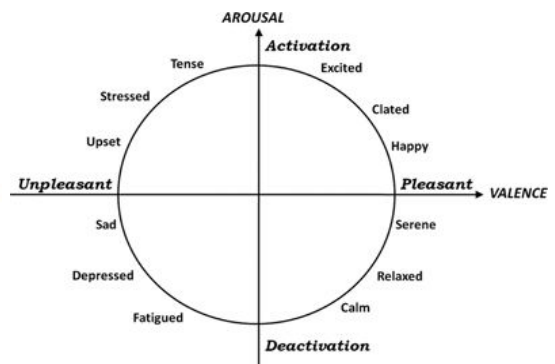 AROUSAL
Activation
Tense
Excited
Stressed
Clated
Upset
Happy
Unpleasant
Pleasant
VALENCE
Sad
Serene
Depressed
Relaxed
Fatigued
Calm
Deactivation